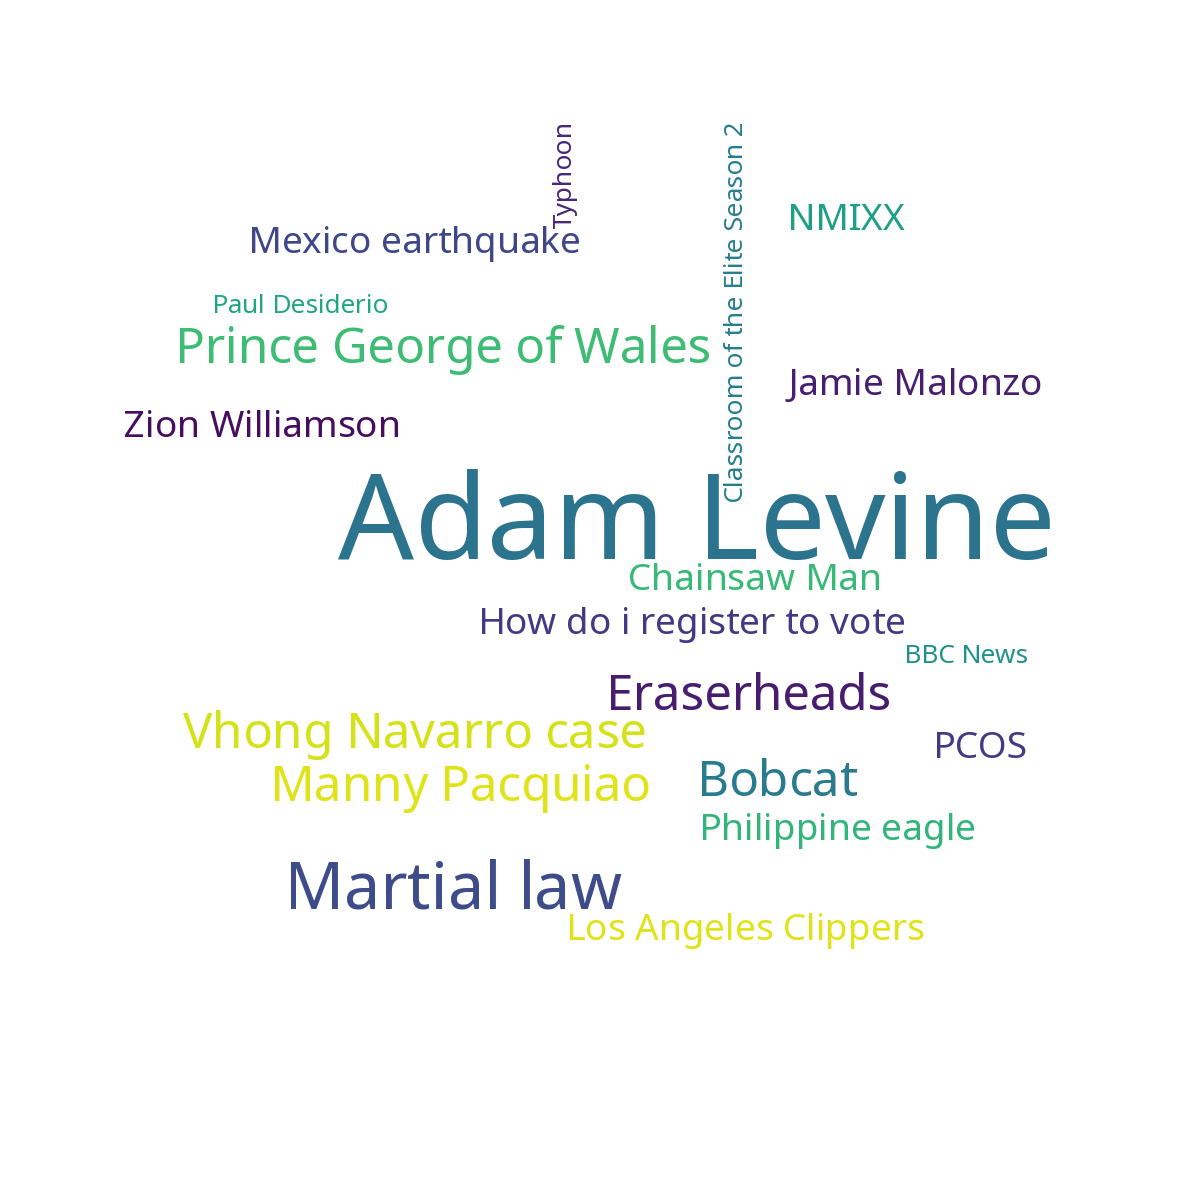 Typhoon
Classroom of the Elite Season 2
NMIXX
Mexico earthquake
Paul Desiderio
Prince George of Wales
Jamie Malonzo
Zion Williamson
Adam Levine
Chainsaw Man
How do i register to vote
BBC News
Eraserheads
Vhong Navarro case
PCOS
Manny Pacquiao
Bobcat
Philippine eagle
Martial law
Los Angeles Clippers